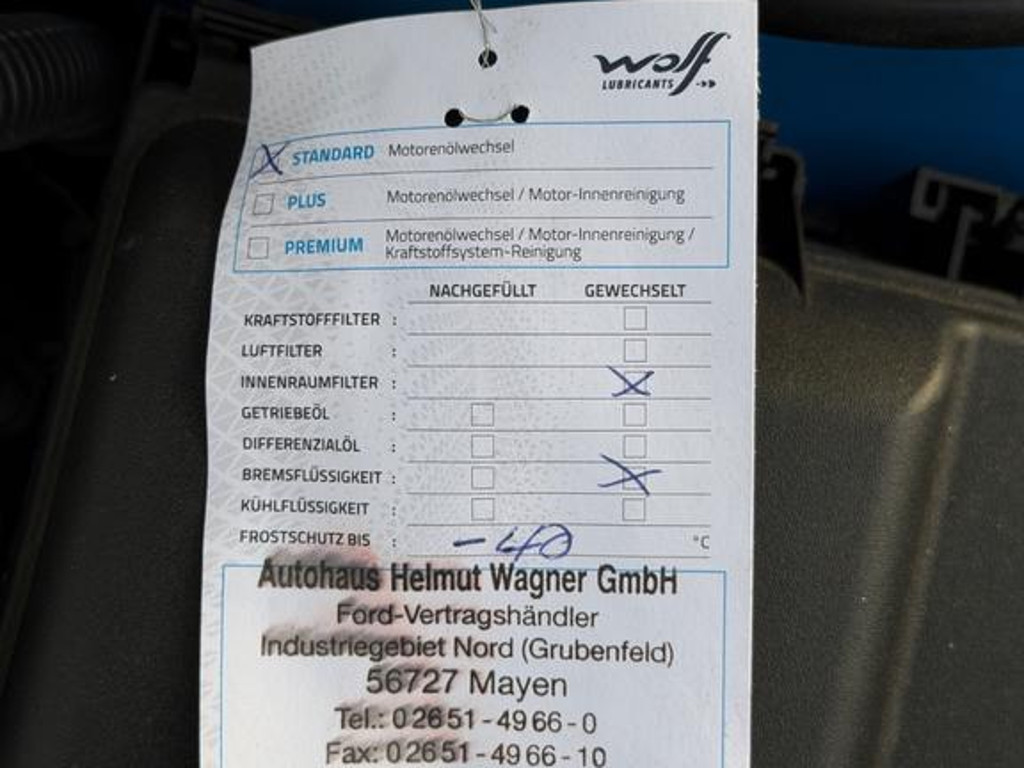 wolf
LUBRICANTS
X STANDARD Motorenölwechsel
PLUS Motorenölwechsel / Motor-Innenreinigung
PREMIUM Motorenölwechsel / Motor-Innenreinigung /
Kraftstoffsystem-Reinigung
NACHGEFÜLLT GEWECHSELT
KRAFTSTOFFFILTER :
LUFTFILTER :
INNENRAUMFILTER : X
GETRIEBEÖL :
DIFFERENZIALÖL :
BREMSFLÜSSIGKEIT : X
KÜHLFLÜSSIGKEIT :
FROSTSCHUTZ BIS : -40 °C
Autohaus Helmut Wagner GmbH
Ford-Vertragshändler
Industriegebiet Nord (Grubenfeld)
56727 Mayen
Tel.: 02651-4966-0
Fax: 02651-4966-10